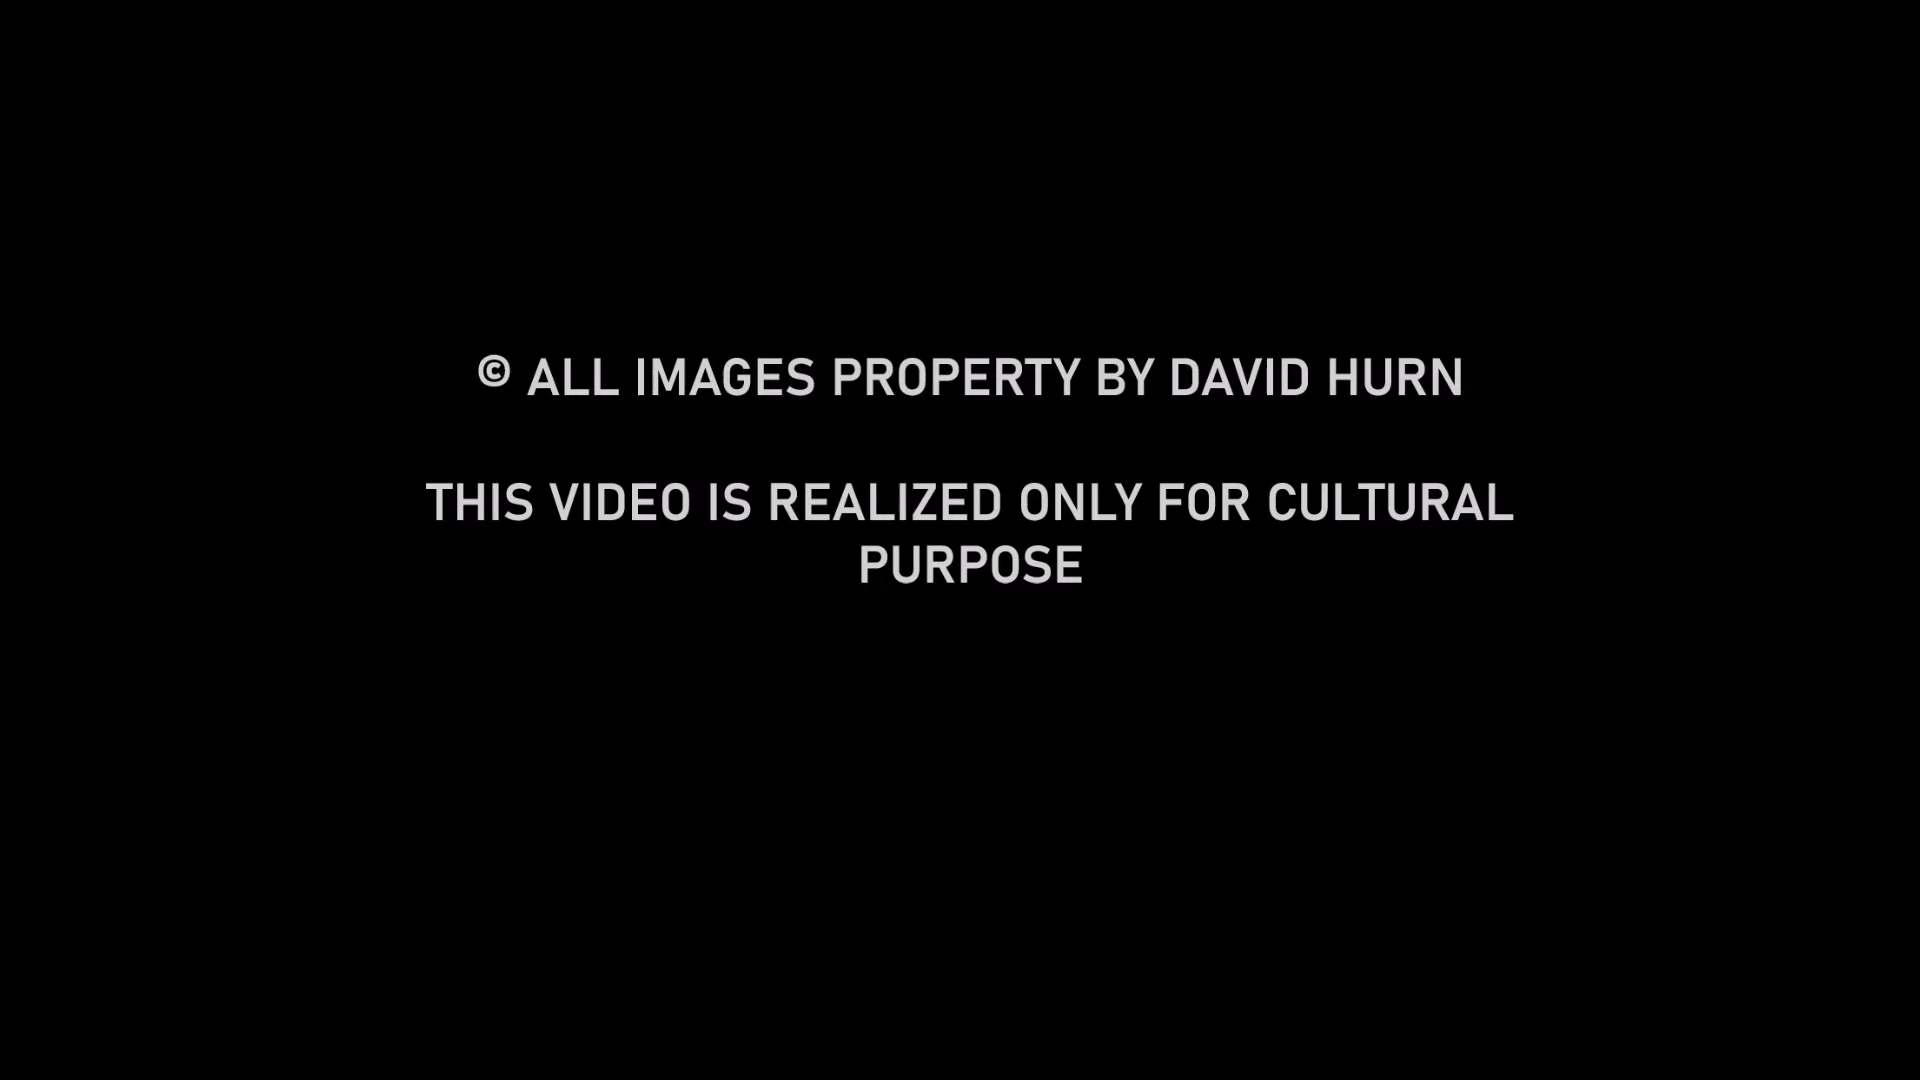 © ALL IMAGES PROPERTY BY DAVID HURN
THIS VIDEO IS REALIZED ONLY FOR CULTURAL
PURPOSE